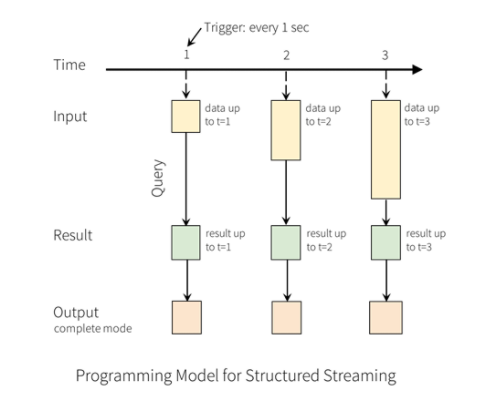 Trigger: every 1 sec
1
2
3
Time
Input
data up
to t=1
data up
to t=2
data up
to t=3
Query
Result
result up
to t=1
result up
to t=2
result up
to t=3
Output
complete mode
Programming Model for Structured Streaming